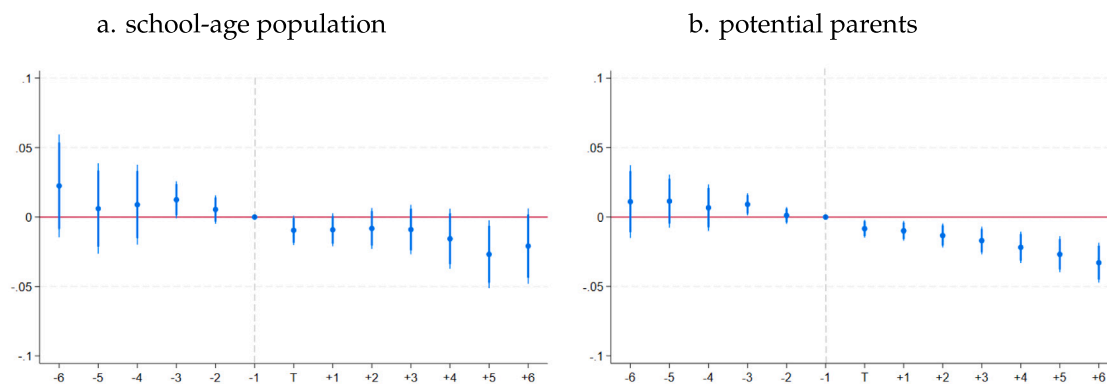 a. school-age population
b. potential parents
.1
.05
0
-.05
-.1
-6 -5 -4 -3 -2 -1 T +1 +2 +3 +4 +5 +6
.1
.05
0
-.05
-.1
-6 -5 -4 -3 -2 -1 T +1 +2 +3 +4 +5 +6